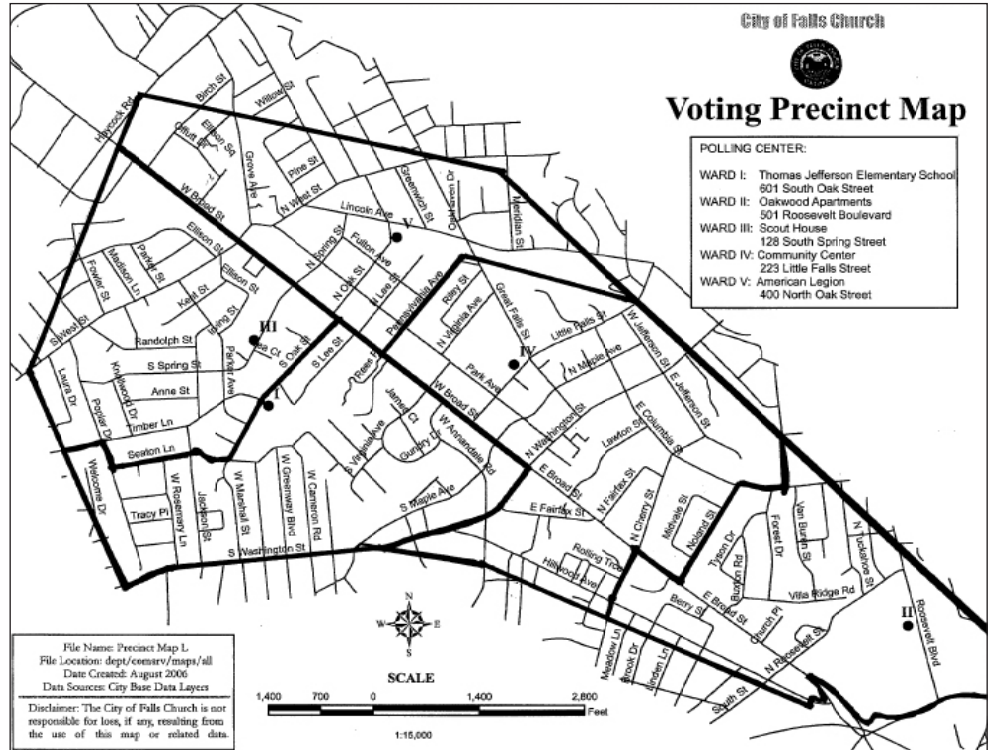 City of Falls Church
Voting Precinct Map
POLLING CENTER:
WARD I: Thomas Jefferson Elementary School
601 South Oak Street
WARD II: Oakwood Apartments
501 Roosevelt Boulevard
WARD III: Scout House
128 South Spring Street
WARD IV: Community Center
223 Little Falls Street
WARD V: American Legion
400 North Oak Street
Haycock Rd
Birch St
Willow St
Offutt Dr
Ellison Sq
Grove Ave
Pine St
N West St
W Broad St
Lincoln Ave
Greenwich St
Oakhaven Dr
Meridian St
V
Ellison St
Parker St
Madison Ln
Fowler St
Kent St
Ellison St
Irving St
N Spring St
Fulton Ave
N Oak St
N Lee St
Pennsylvania Ave
Riley St
N Virginia Ave
Great Falls St
Little Falls St
W Jefferson St
S West St
Randolph St
III
S Oak St
S Lee St
IV
N Maple Ave
Park Ave
E Jefferson St
S Spring St
Parker Ave
Laura Dr
Knollwood Dr
Anne St
I
Poplar Dr
Timber Ln
Seaton Ln
James Ct
Gundry Dr
S Virginia Ave
W Broad St
W Annandale Rd
N Washington St
Lawton St
E Columbia St
E Broad St
N Fairfax St
Welcome Dr
Tracy Pl
W Rosemary Ln
Jackson St
W Marshall St
W Greenway Blvd
W Cameron Rd
S Maple Ave
E Fairfax St
N Cherry St
Midvale St
Noland St
S Washington St
Tyson Dr
Buxton Rd
Forest Dr
Van Buren St
N Tuckahoe St
Hillwood Ave
Villa Ridge Rd
Berry St
E Broad St
Church Pl
N Roosevelt St
II
Roosevelt Blvd
Meadow Ln
Brook Dr
Linden Ln
South St
N
W E
S
SCALE
1,400 700 0 1,400 2,800
Feet
1:15,000
File Name: Precinct Map L
File Location: dept/comsrv/maps/all
Date Created: August 2006
Data Sources: City Base Data Layers
Disclaimer: The City of Falls Church is not
responsible for loss, if any, resulting from
the use of this map or related data.